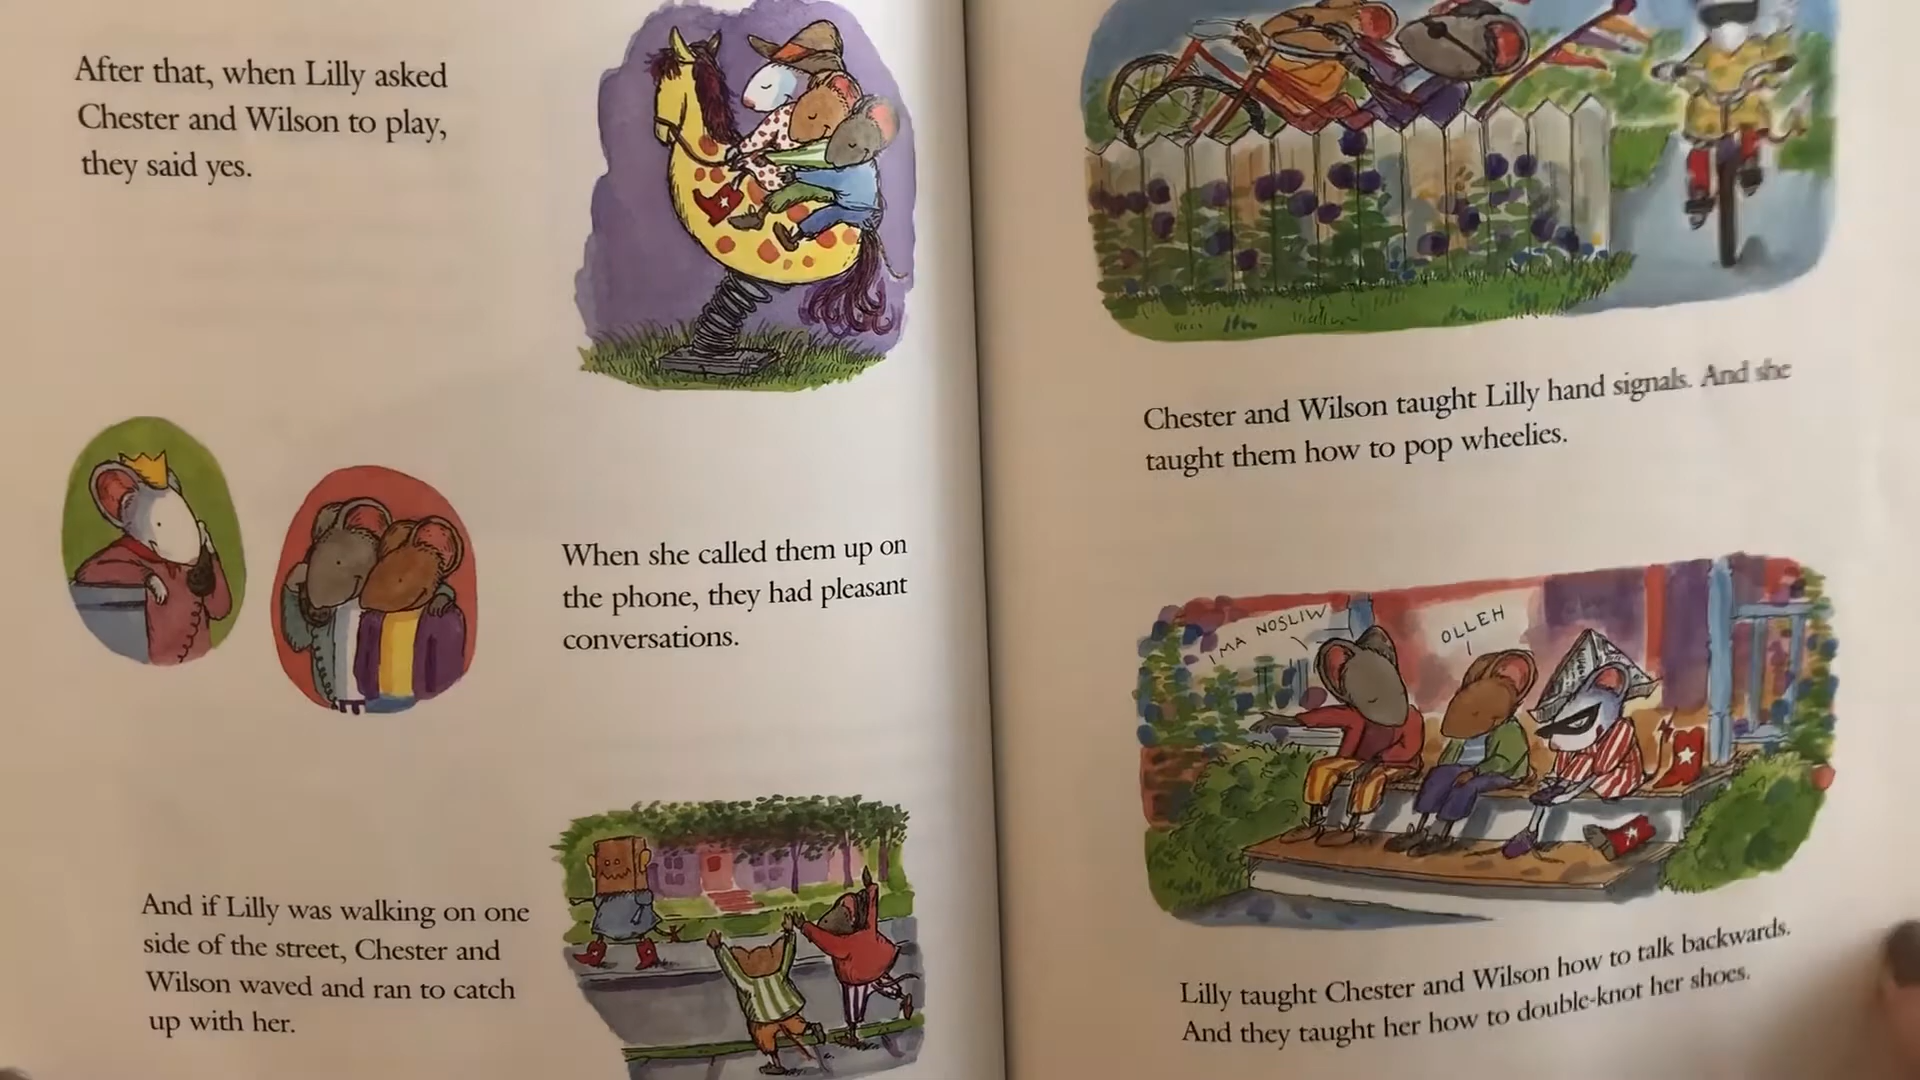 After that, when Lilly asked
Chester and Wilson to play,
they said yes.
When she called them up on
the phone, they had pleasant
conversations.
And if Lilly was walking on one
side of the street, Chester and
Wilson waved and ran to catch
up with her.
Chester and Wilson taught Lilly hand signals. And she
taught them how to pop wheelies.
IMA NOSLIW
OLLEH
Lilly taught Chester and Wilson how to talk backwards.
And they taught her how to double-knot her shoes.